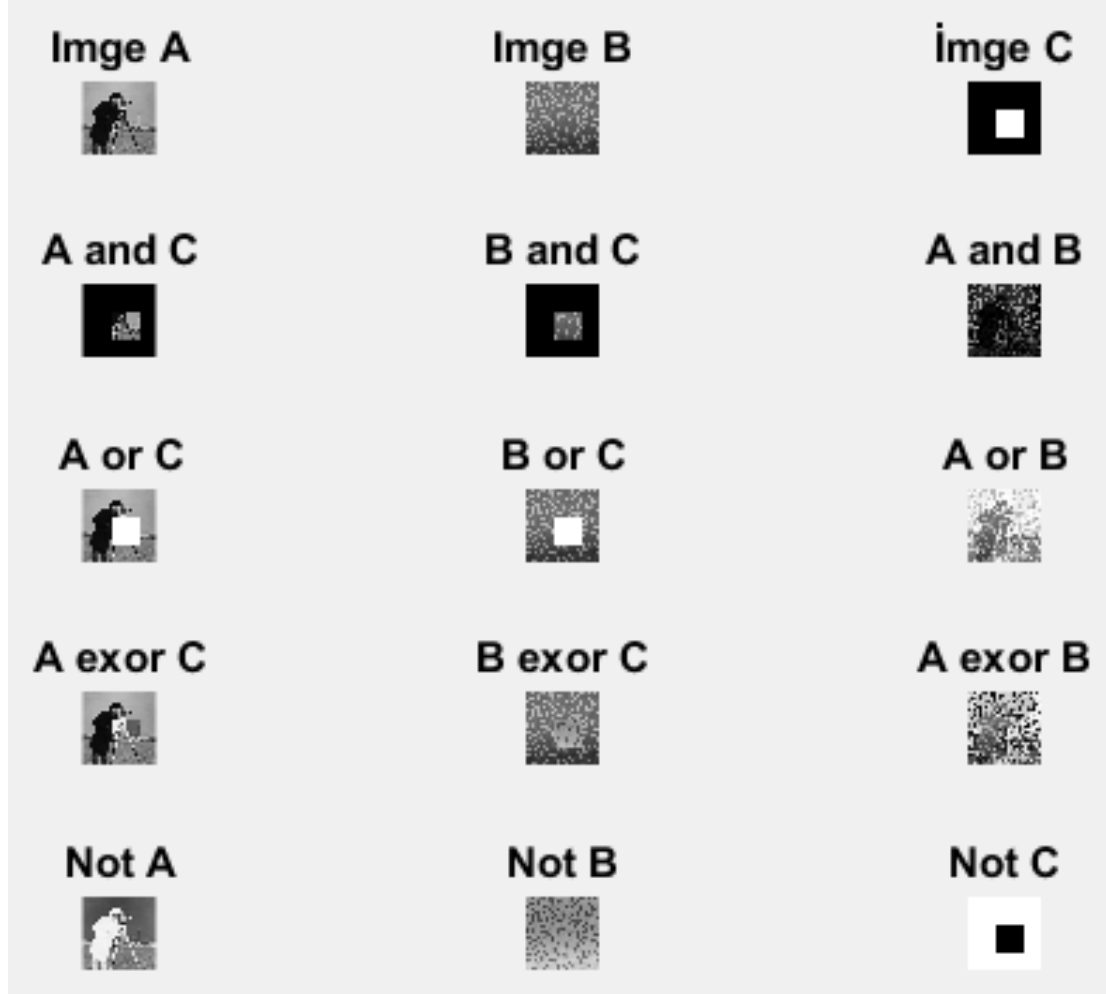 Imge A
Imge B
İmge C
A and C
B and C
A and B
A or C
B or C
A or B
A exor C
B exor C
A exor B
Not A
Not B
Not C